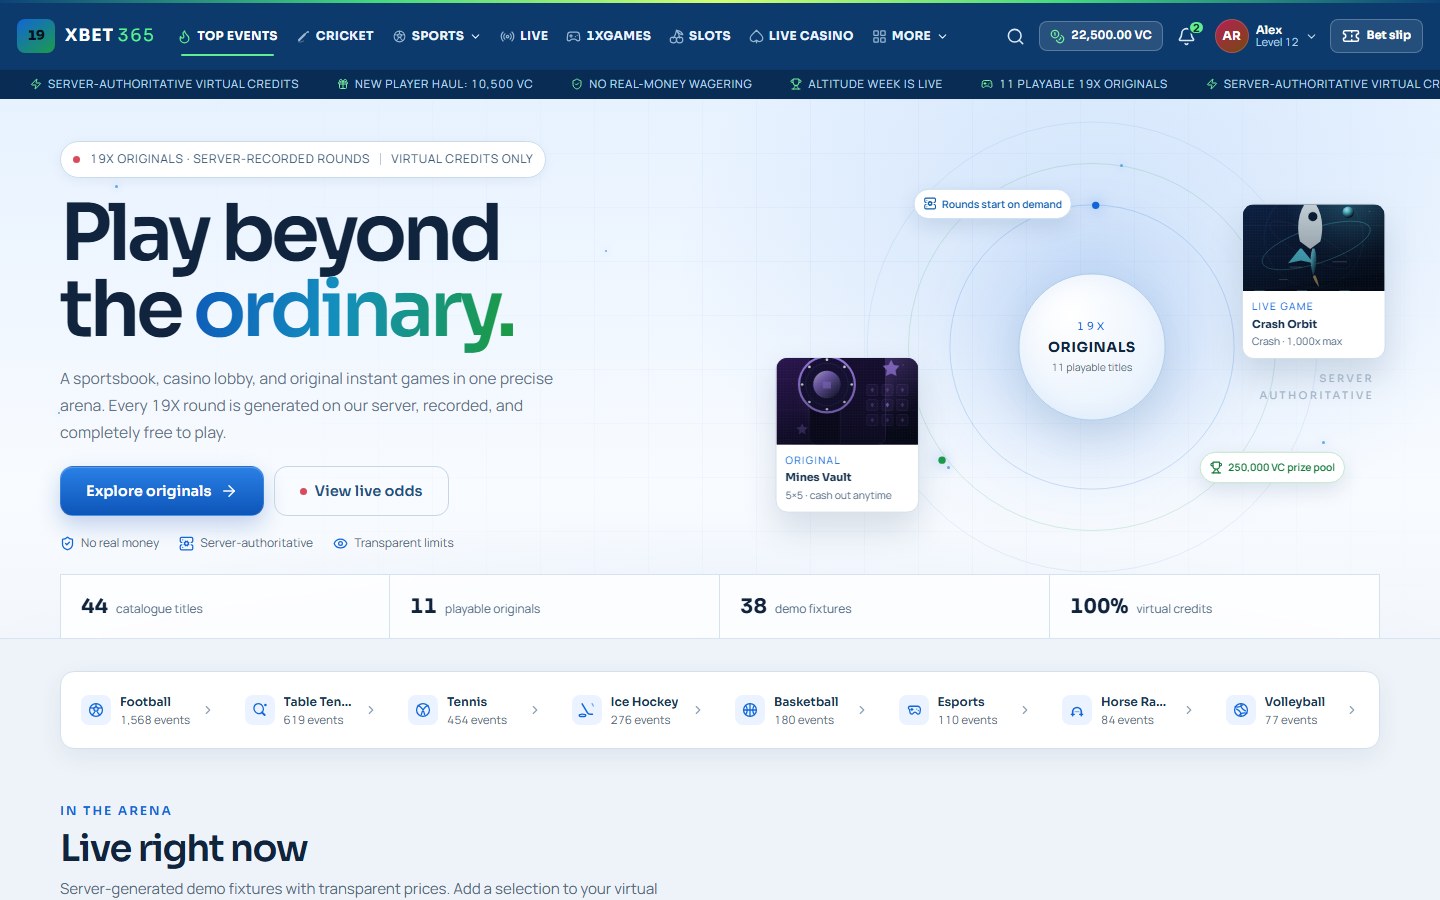 19 XBET 365 TOP EVENTS CRICKET SPORTS LIVE 1XGAMES SLOTS LIVE CASINO MORE 22,500.00 VC 2 AR Alex Level 12 Bet slip
SERVER-AUTHORITATIVE VIRTUAL CREDITS NEW PLAYER HAUL: 10,500 VC NO REAL-MONEY WAGERING ALTITUDE WEEK IS LIVE 11 PLAYABLE 19X ORIGINALS SERVER-AUTHORITATIVE VIRTUAL CR
19X ORIGINALS · SERVER-RECORDED ROUNDS | VIRTUAL CREDITS ONLY
Play beyond
the ordinary.
A sportsbook, casino lobby, and original instant games in one precise
arena. Every 19X round is generated on our server, recorded, and
completely free to play.
Explore originals View live odds
No real money Server-authoritative Transparent limits
Rounds start on demand
19X
ORIGINALS
11 playable titles
LIVE GAME
Crash Orbit
Crash · 1,000x max
SERVER
AUTHORITATIVE
ORIGINAL
Mines Vault
5×5 · cash out anytime
250,000 VC prize pool
44 catalogue titles 11 playable originals 38 demo fixtures 100% virtual credits
Football Table Ten... Tennis Ice Hockey Basketball Esports Horse Ra... Volleyball
1,568 events 619 events 454 events 276 events 180 events 110 events 84 events 77 events
IN THE ARENA
Live right now
Server-generated demo fixtures with transparent prices. Add a selection to your virtual